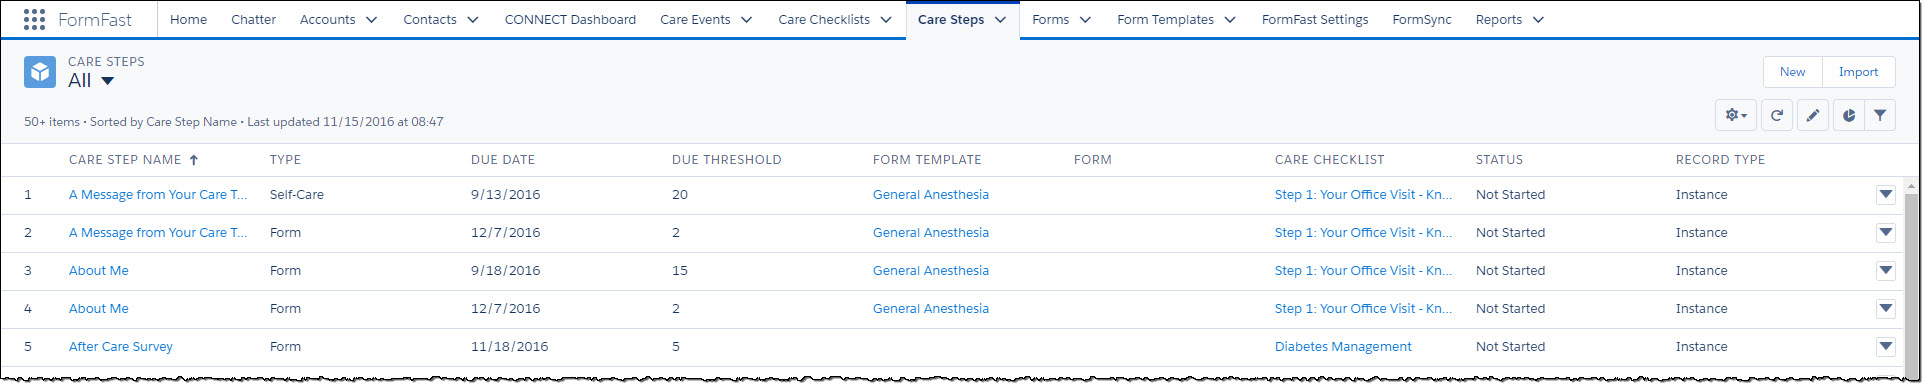 FormFast Home Chatter Accounts Contacts CONNECT Dashboard Care Events Care Checklists Care Steps Forms Form Templates FormFast Settings FormSync Reports
CARE STEPS
All
New Import
50+ items • Sorted by Care Step Name • Last updated 11/15/2016 at 08:47
CARE STEP NAME TYPE DUE DATE DUE THRESHOLD FORM TEMPLATE FORM CARE CHECKLIST STATUS RECORD TYPE
1 A Message from Your Care T... Self-Care 9/13/2016 20 General Anesthesia Step 1: Your Office Visit - Kn... Not Started Instance
2 A Message from Your Care T... Form 12/7/2016 2 General Anesthesia Step 1: Your Office Visit - Kn... Not Started Instance
3 About Me Form 9/18/2016 15 General Anesthesia Step 1: Your Office Visit - Kn... Not Started Instance
4 About Me Form 12/7/2016 2 General Anesthesia Step 1: Your Office Visit - Kn... Not Started Instance
5 After Care Survey Form 11/18/2016 5 Diabetes Management Not Started Instance